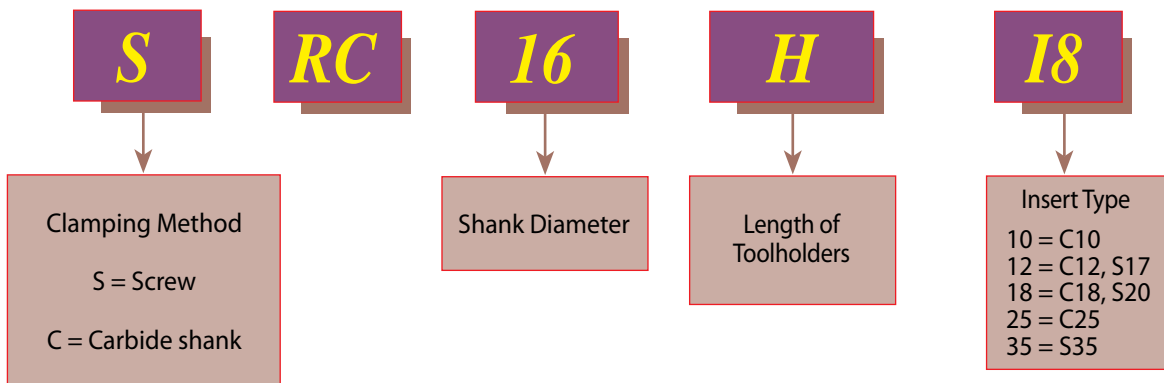 S RC 16 H I8
Clamping Method
S = Screw
C = Carbide shank
Shank Diameter
Length of
Toolholders
Insert Type
10 = C10
12 = C12, S17
18 = C18, S20
25 = C25
35 = S35